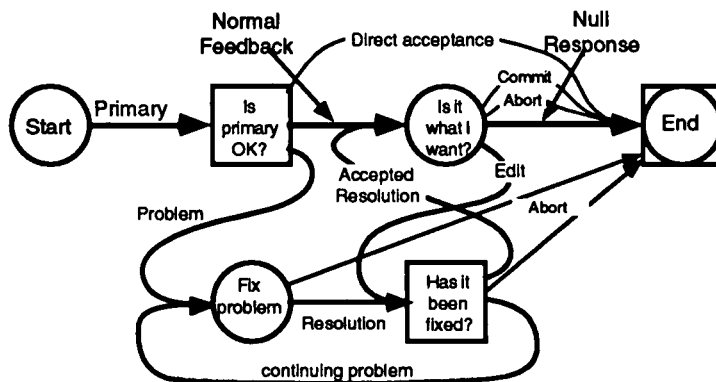 Normal
Feedback
Direct acceptance
Null
Response
Primary
Commit
Abort
Start
Is
primary
OK?
Is it
what I
want?
End
Accepted
Resolution
Edit
Problem
Abort
Fix
problem
Resolution
Has it
been
fixed?
continuing problem